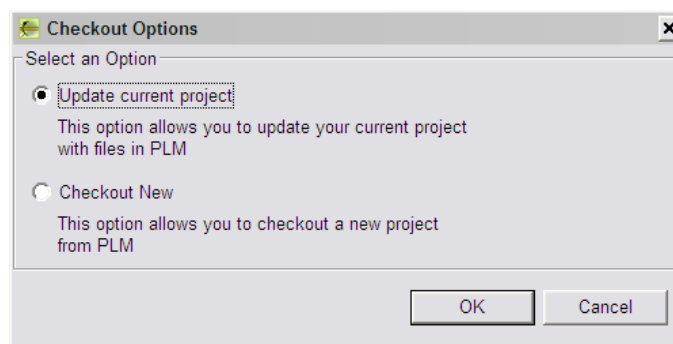 Checkout Options
Select an Option
Update current project
This option allows you to update your current project
with files in PLM
Checkout New
This option allows you to checkout a new project
from PLM
OK
Cancel